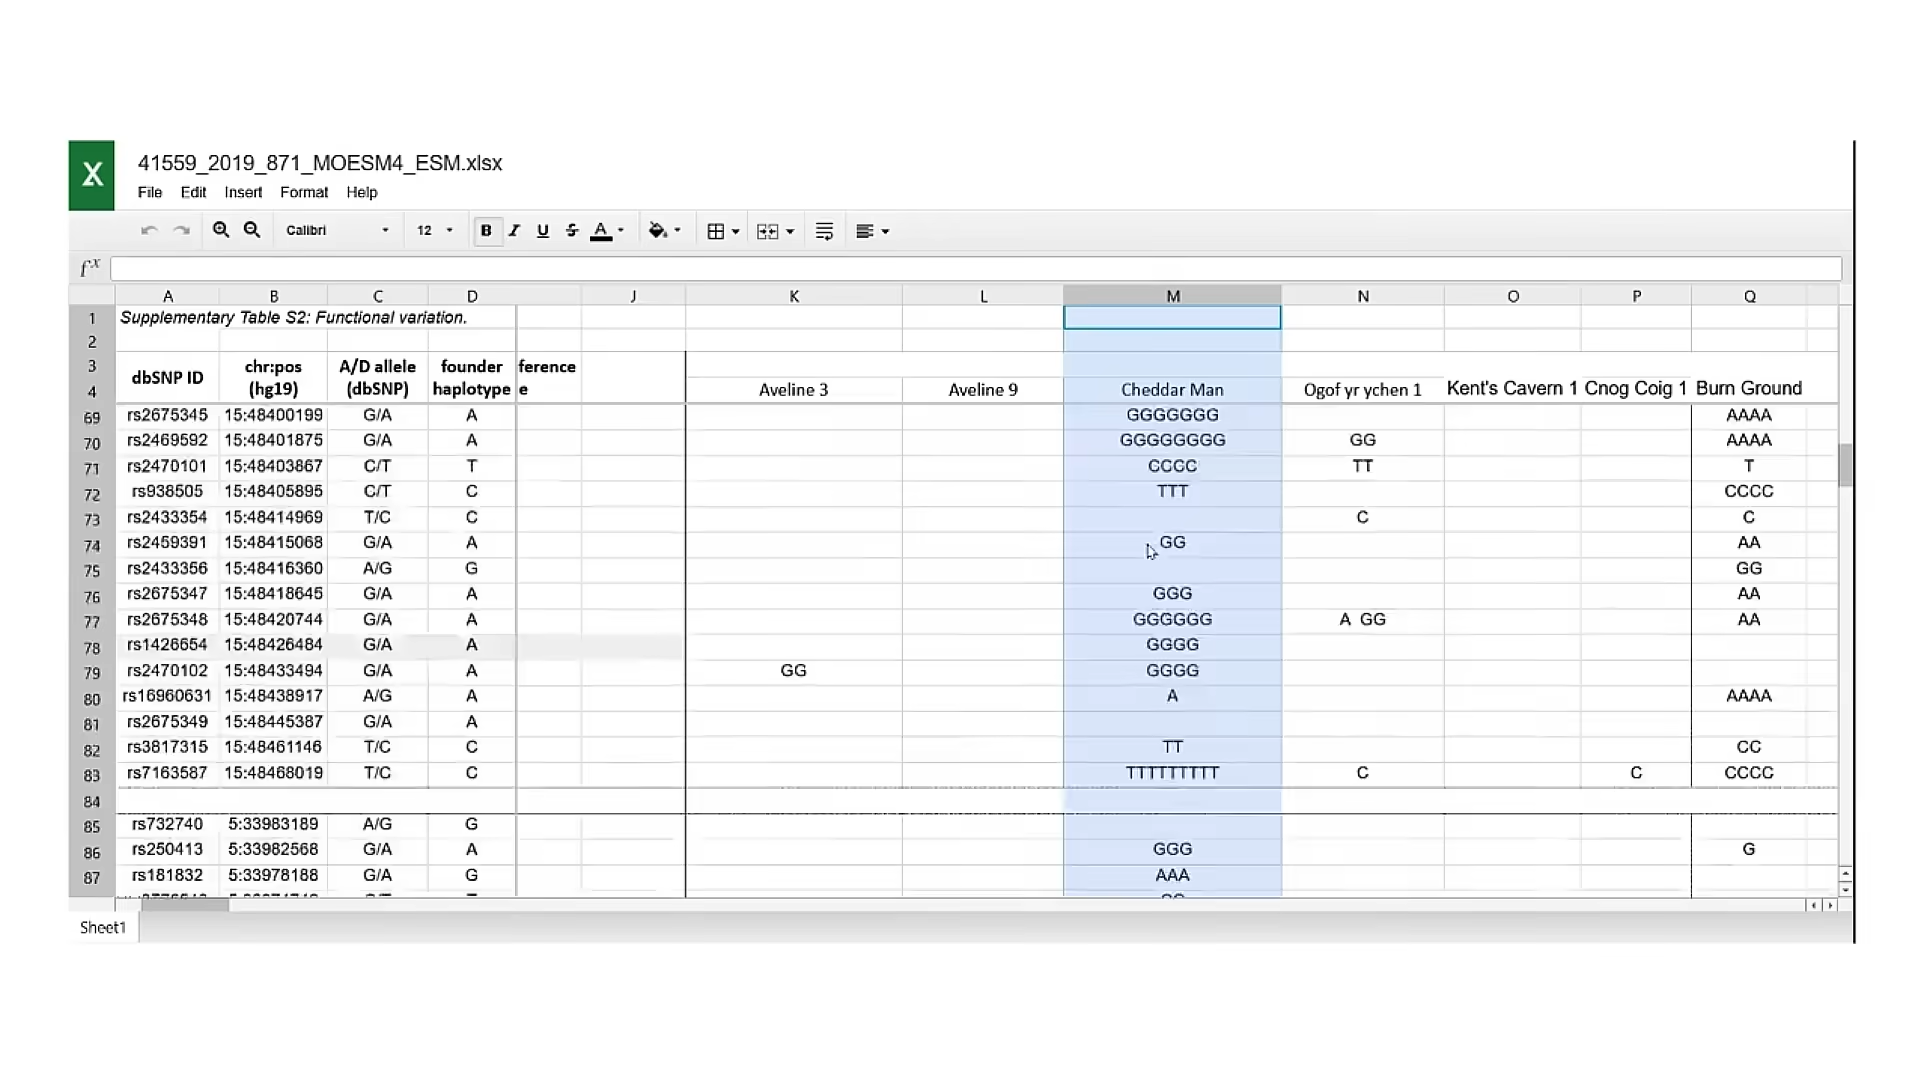 41559_2019_871_MOESM4_ESM.xlsx
File Edit Insert Format Help
Calibri 12 B I U S A
fx
A B C D J K L M N O P Q
1 Supplementary Table S2: Functional variation.
2
3 dbSNP ID chr:pos A/D allele founder ference
4 (hg19) (dbSNP) haplotype e Aveline 3 Aveline 9 Cheddar Man Ogof yr ychen 1 Kent's Cavern 1 Cnog Coig 1 Burn Ground
69 rs2675345 15:48400199 G/A A GGGGGGG AAAA
70 rs2469592 15:48401875 G/A A GGGGGGGG GG AAAA
71 rs2470101 15:48403867 C/T T CCCC TT T
72 rs938505 15:48405895 C/T C TTT CCCC
73 rs2433354 15:48414969 T/C C C C
74 rs2459391 15:48415068 G/A A GG AA
75 rs2433356 15:48416360 A/G G GG
76 rs2675347 15:48418645 G/A A GGG AA
77 rs2675348 15:48420744 G/A A GGGGGG A GG AA
78 rs1426654 15:48426484 G/A A GGGG
79 rs2470102 15:48433494 G/A A GG GGGG
80 rs16960631 15:48438917 A/G A A AAAA
81 rs2675349 15:48445387 G/A A
82 rs3817315 15:48461146 T/C C TT CC
83 rs7163587 15:48468019 T/C C TTTTTTTTT C C CCCC
84
85 rs732740 5:33983189 A/G G
86 rs250413 5:33982568 G/A A GGG G
87 rs181832 5:33978188 G/A G AAA
Sheet1